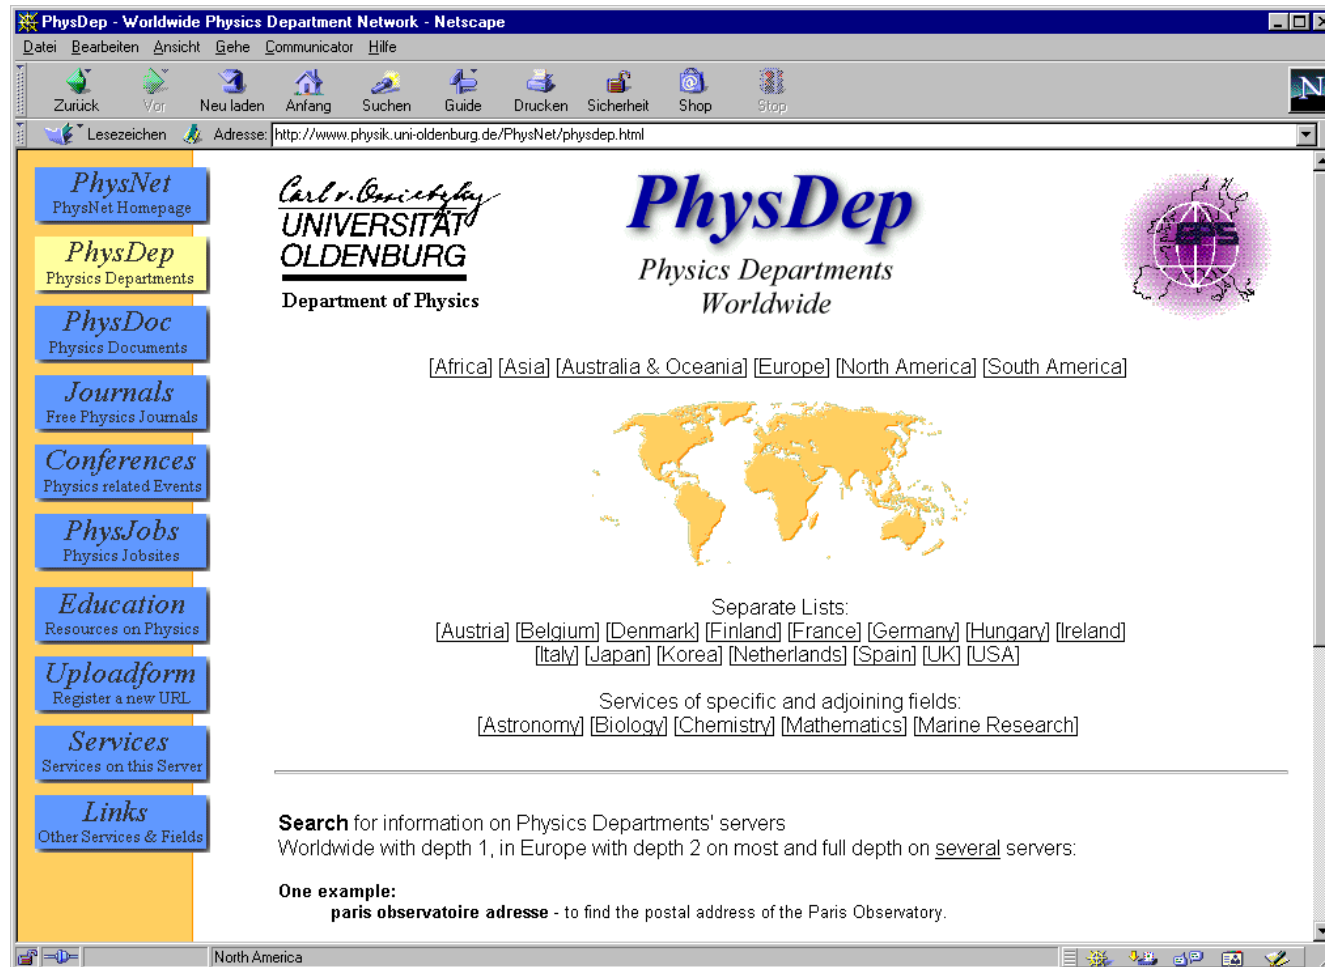 PhysDep - Worldwide Physics Department Network - Netscape
Datei Bearbeiten Ansicht Gehe Communicator Hilfe
Zurück Vor Neu laden Anfang Suchen Guide Drucken Sicherheit Shop Stop
N
Lesezeichen Adresse: http://www.physik.uni-oldenburg.de/PhysNet/physdep.html
PhysNet
PhysNet Homepage
PhysDep
Physics Departments
PhysDoc
Physics Documents
Journals
Free Physics Journals
Conferences
Physics related Events
PhysJobs
Physics Jobsites
Education
Resources on Physics
Uploadform
Register a new URL
Services
Services on this Server
Links
Other Services & Fields
Carl v. Ossietzky
UNIVERSITÄT
OLDENBURG
Department of Physics
PhysDep
Physics Departments
Worldwide
EPS
[Africa] [Asia] [Australia & Oceania] [Europe] [North America] [South America]
Separate Lists:
[Austria] [Belgium] [Denmark] [Finland] [France] [Germany] [Hungary] [Ireland]
[Italy] [Japan] [Korea] [Netherlands] [Spain] [UK] [USA]
Services of specific and adjoining fields:
[Astronomy] [Biology] [Chemistry] [Mathematics] [Marine Research]
Search for information on Physics Departments' servers
Worldwide with depth 1, in Europe with depth 2 on most and full depth on several servers:
One example:
paris observatoire adresse - to find the postal address of the Paris Observatory.
North America